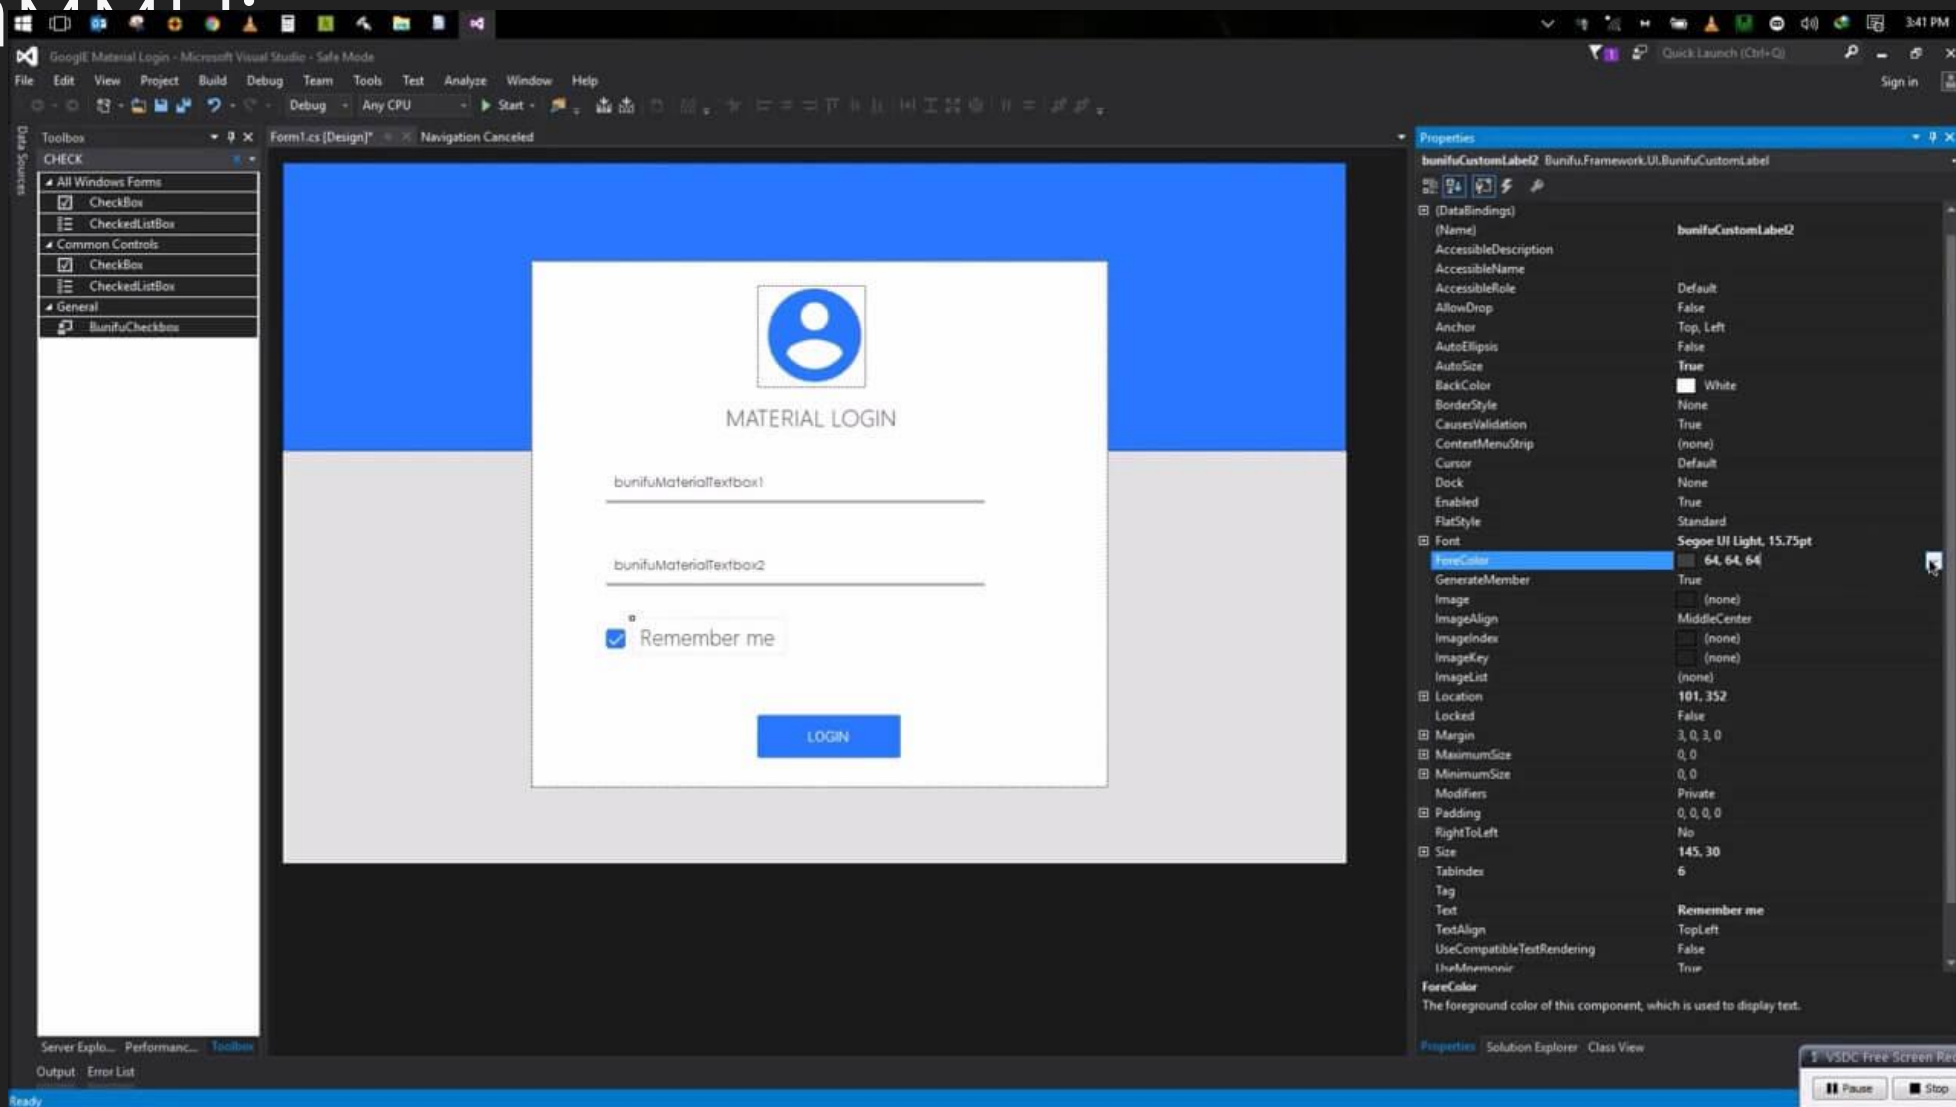 3:41 PM
GooglE Material Login - Microsoft Visual Studio - Safe Mode
Quick Launch (Ctrl+Q)
File Edit View Project Build Debug Team Tools Test Analyze Window Help
Sign in
Debug Any CPU Start
Data Sources
Toolbox
Form1.cs [Design]* Navigation Canceled
Properties
CHECK
All Windows Forms
CheckBox
CheckedListBox
Common Controls
CheckBox
CheckedListBox
General
BunifuCheckbox
MATERIAL LOGIN
bunifuMaterialTextbox1
bunifuMaterialTextbox2
Remember me
LOGIN
bunifuCustomLabel2 Bunifu.Framework.UI.BunifuCustomLabel
(DataBindings)
(Name) bunifuCustomLabel2
AccessibleDescription
AccessibleName
AccessibleRole Default
AllowDrop False
Anchor Top, Left
AutoEllipsis False
AutoSize True
BackColor White
BorderStyle None
CausesValidation True
ContextMenuStrip (none)
Cursor Default
Dock None
Enabled True
FlatStyle Standard
Font Segoe UI Light, 15.75pt
ForeColor 64, 64, 64
GenerateMember True
Image (none)
ImageAlign MiddleCenter
ImageIndex (none)
ImageKey (none)
ImageList (none)
Location 101, 352
Locked False
Margin 3, 0, 3, 0
MaximumSize 0, 0
MinimumSize 0, 0
Modifiers Private
Padding 0, 0, 0, 0
RightToLeft No
Size 145, 30
TabIndex 6
Tag
Text Remember me
TextAlign TopLeft
UseCompatibleTextRendering False
UseMnemonic True
ForeColor
The foreground color of this component, which is used to display text.
Server Explo... Performanc... Toolbox
Properties Solution Explorer Class View
Output Error List
VSDC Free Screen Rec
Pause Stop
Ready